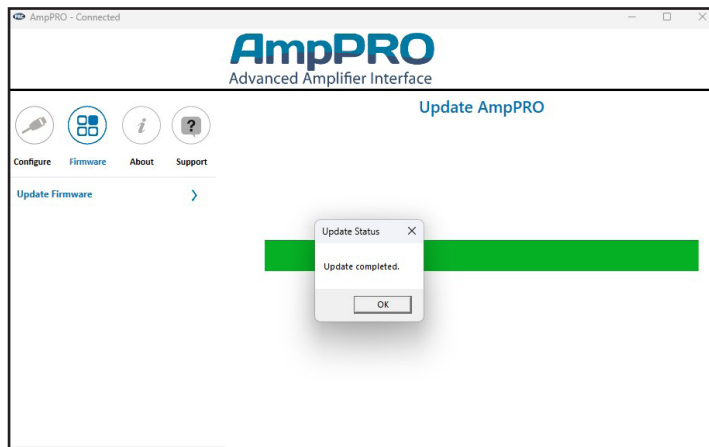 PAC AmpPRO - Connected
AmpPRO
Advanced Amplifier Interface
Update AmpPRO
Configure Firmware About Support
Update Firmware
Update Status
Update completed.
OK